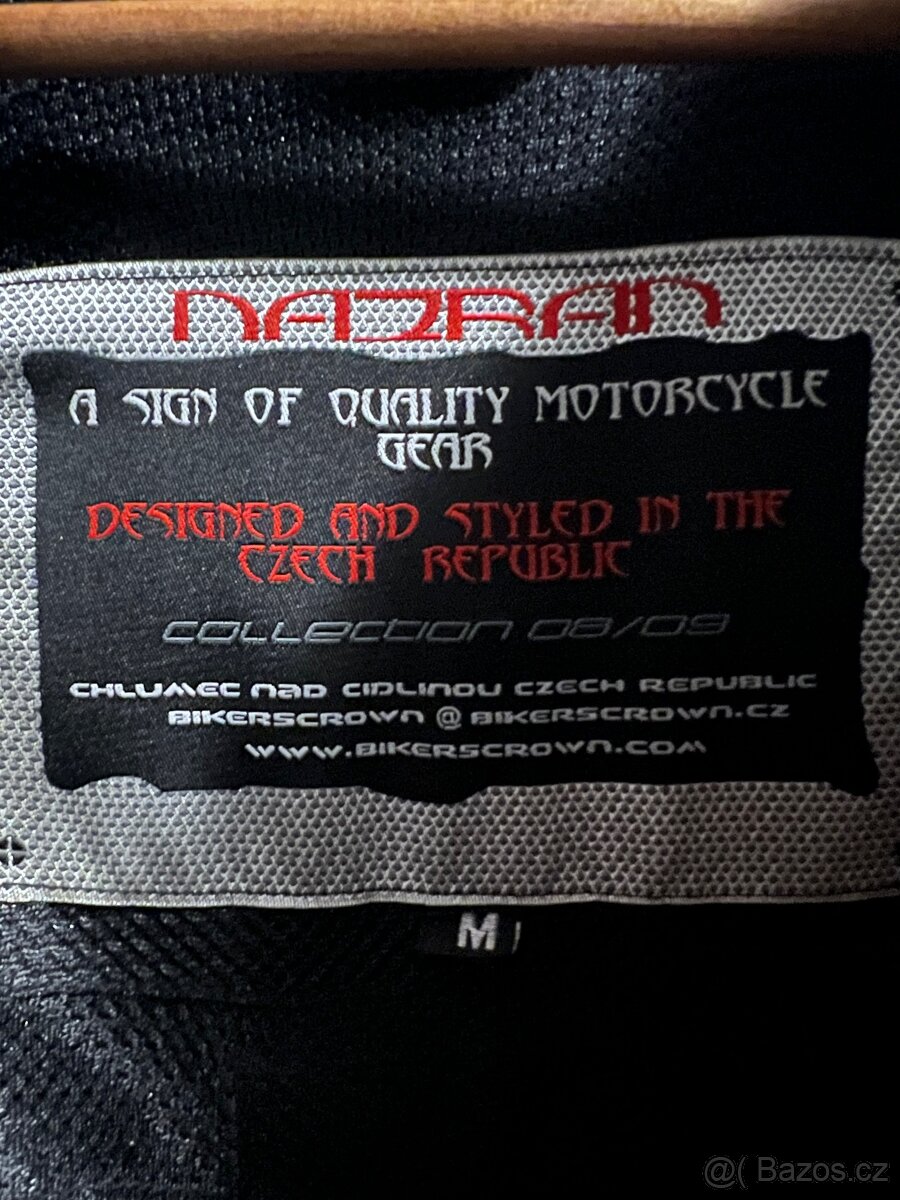 NAZRAN
A SIGN OF QUALITY MOTORCYCLE
GEAR
DESIGNED AND STYLED IN THE
CZECH REPUBLIC
COLLECTION 08/09
CHLUMEC NAD CIDLINOU CZECH REPUBLIC
BIKERSCROWN @ BIKERSCROWN.CZ
WWW.BIKERSCROWN.COM
M
@( Bazos.cz